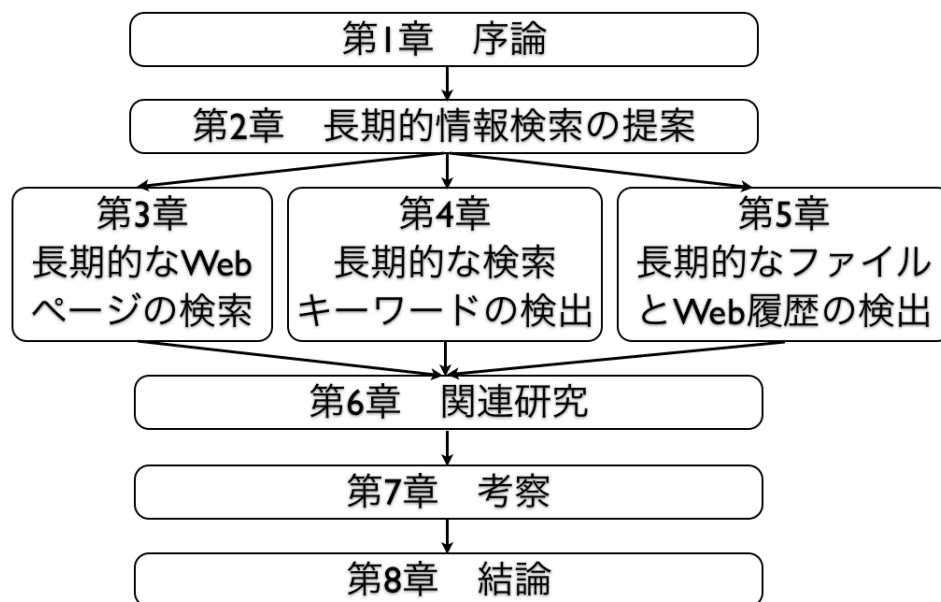 第1章　序論
第2章　長期的情報検索の提案
第3章
長期的なWeb
ページの検索
第4章
長期的な検索
キーワードの検出
第5章
長期的なファイル
とWeb履歴の検出
第6章　関連研究
第7章　考察
第8章　結論